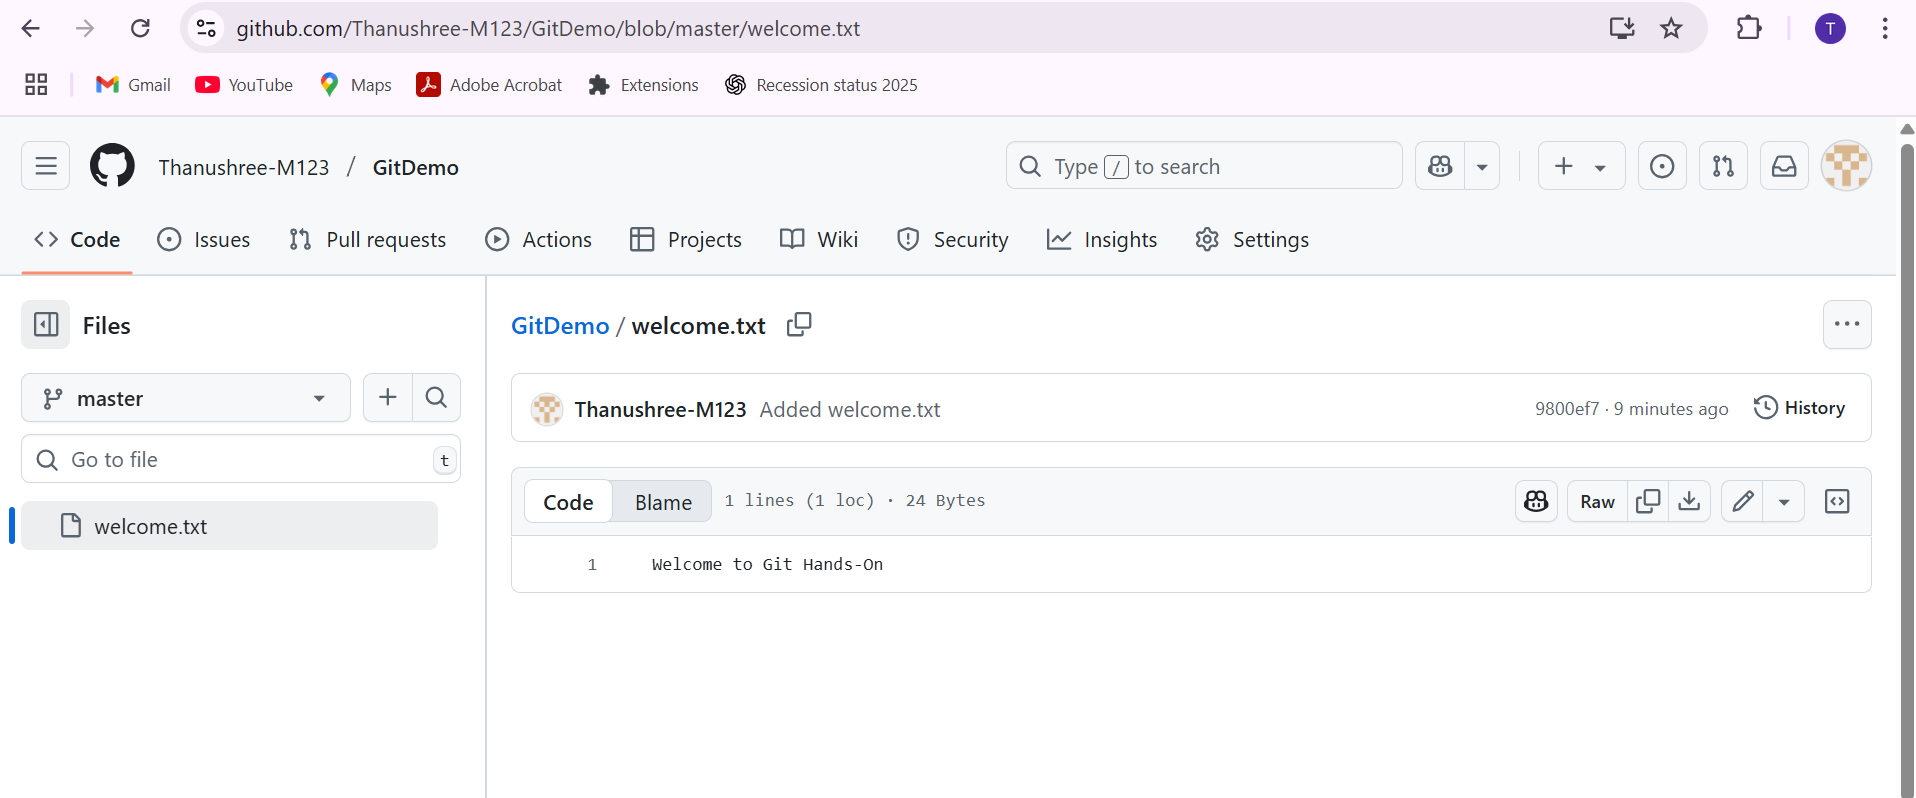 github.com/Thanushree-M123/GitDemo/blob/master/welcome.txt
T
Gmail YouTube Maps Adobe Acrobat Extensions Recession status 2025
Thanushree-M123 / GitDemo
Type / to search
Code Issues Pull requests Actions Projects Wiki Security Insights Settings
Files
master
Go to file t
welcome.txt
GitDemo / welcome.txt
Thanushree-M123 Added welcome.txt
9800ef7 · 9 minutes ago History
Code Blame 1 lines (1 loc) · 24 Bytes Raw
1 Welcome to Git Hands-On